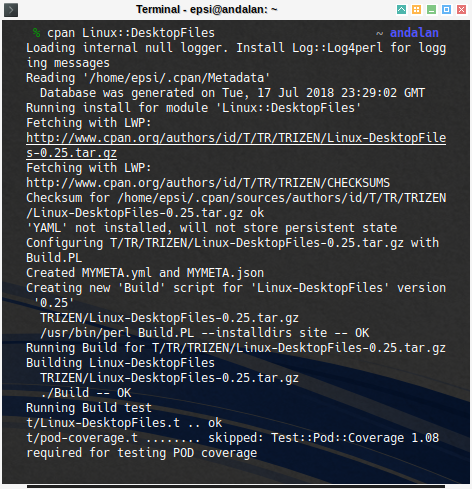 Terminal - epsi@andalan: ~
% cpan Linux::DesktopFiles ~ andalan
Loading internal null logger. Install Log::Log4perl for logg
ing messages
Reading '/home/epsi/.cpan/Metadata'
  Database was generated on Tue, 17 Jul 2018 23:29:02 GMT
Running install for module 'Linux::DesktopFiles'
Fetching with LWP:
http://www.cpan.org/authors/id/T/TR/TRIZEN/Linux-DesktopFile
s-0.25.tar.gz
Fetching with LWP:
http://www.cpan.org/authors/id/T/TR/TRIZEN/CHECKSUMS
Checksum for /home/epsi/.cpan/sources/authors/id/T/TR/TRIZEN
/Linux-DesktopFiles-0.25.tar.gz ok
'YAML' not installed, will not store persistent state
Configuring T/TR/TRIZEN/Linux-DesktopFiles-0.25.tar.gz with
Build.PL
Created MYMETA.yml and MYMETA.json
Creating new 'Build' script for 'Linux-DesktopFiles' version
 '0.25'
  TRIZEN/Linux-DesktopFiles-0.25.tar.gz
  /usr/bin/perl Build.PL --installdirs site -- OK
Running Build for T/TR/TRIZEN/Linux-DesktopFiles-0.25.tar.gz
Building Linux-DesktopFiles
  TRIZEN/Linux-DesktopFiles-0.25.tar.gz
  ./Build -- OK
Running Build test
t/Linux-DesktopFiles.t .. ok
t/pod-coverage.t ........ skipped: Test::Pod::Coverage 1.08
required for testing POD coverage